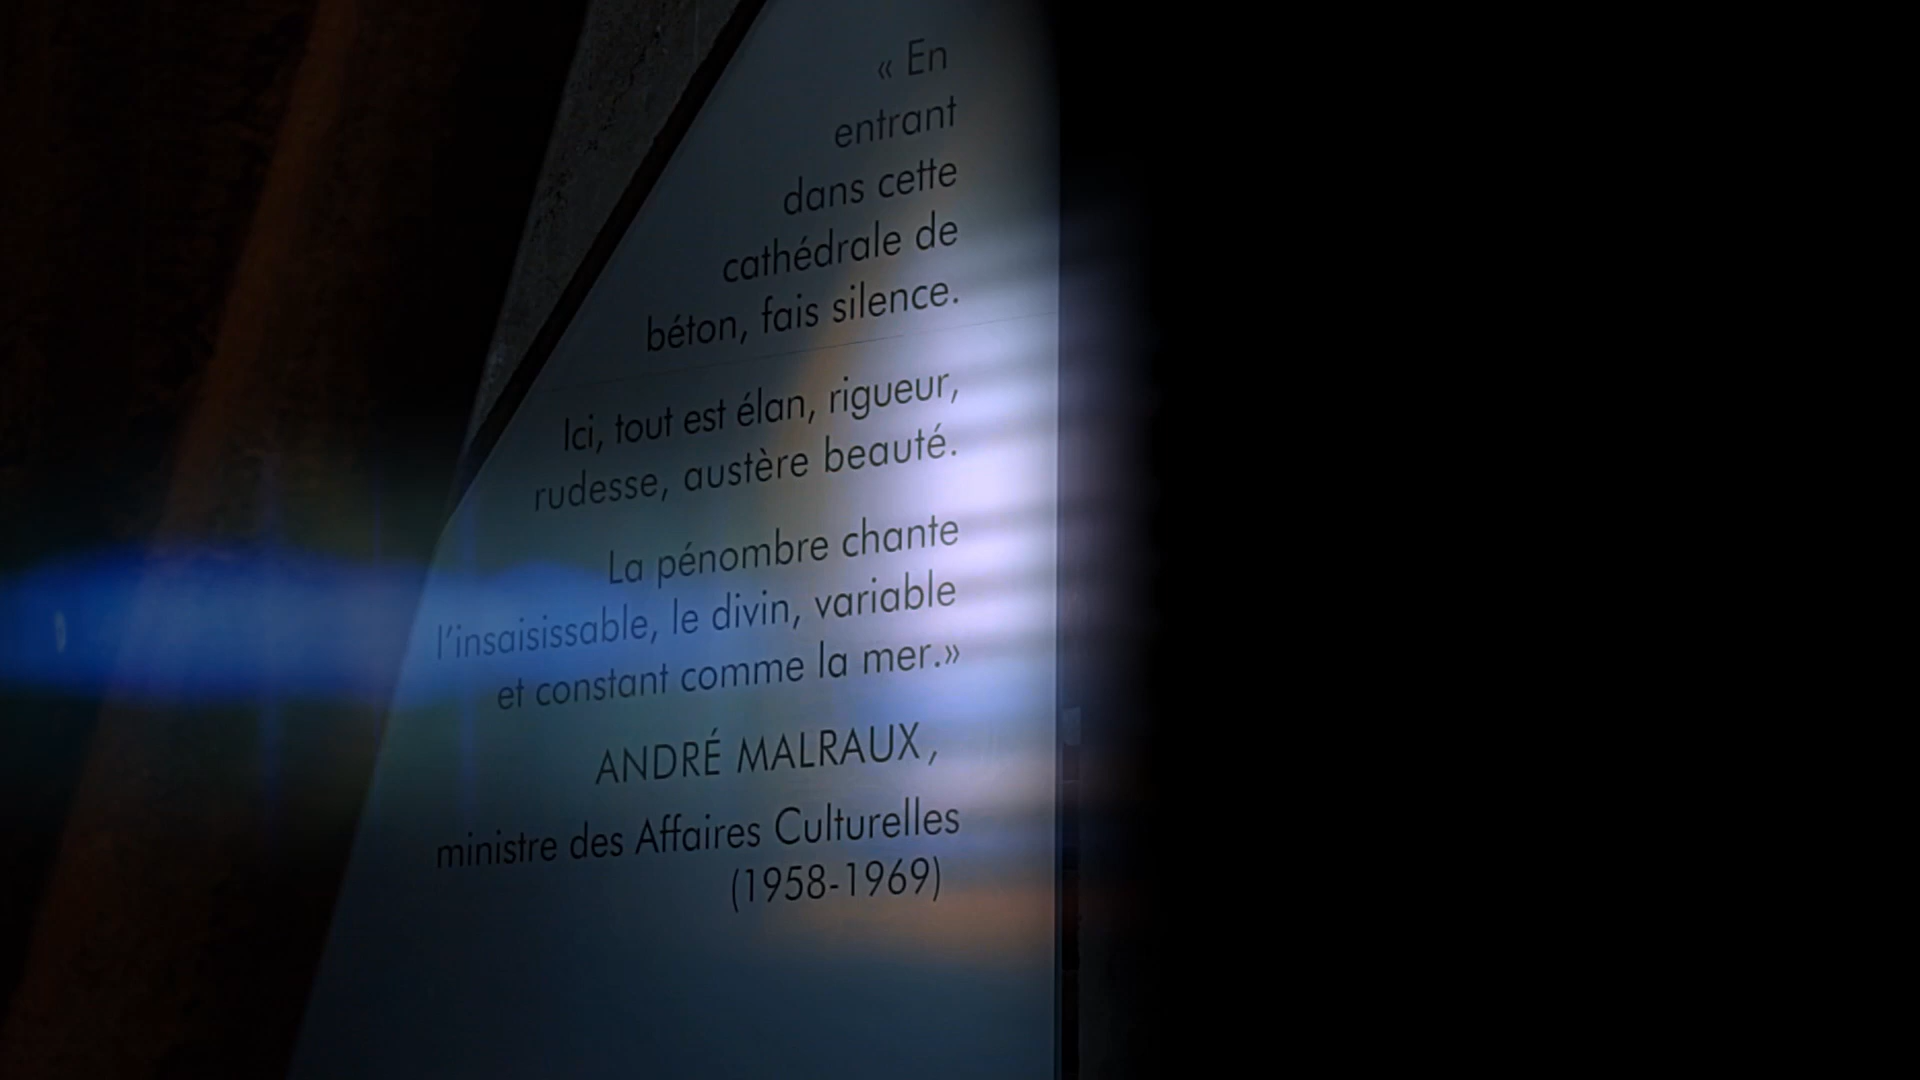 « En
entrant
dans cette
cathédrale de
béton, fais silence.
Ici, tout est élan, rigueur,
rudesse, austère beauté.
La pénombre chante
l'insaisissable, le divin, variable
et constant comme la mer.»
ANDRÉ MALRAUX,
ministre des Affaires Culturelles
(1958-1969)